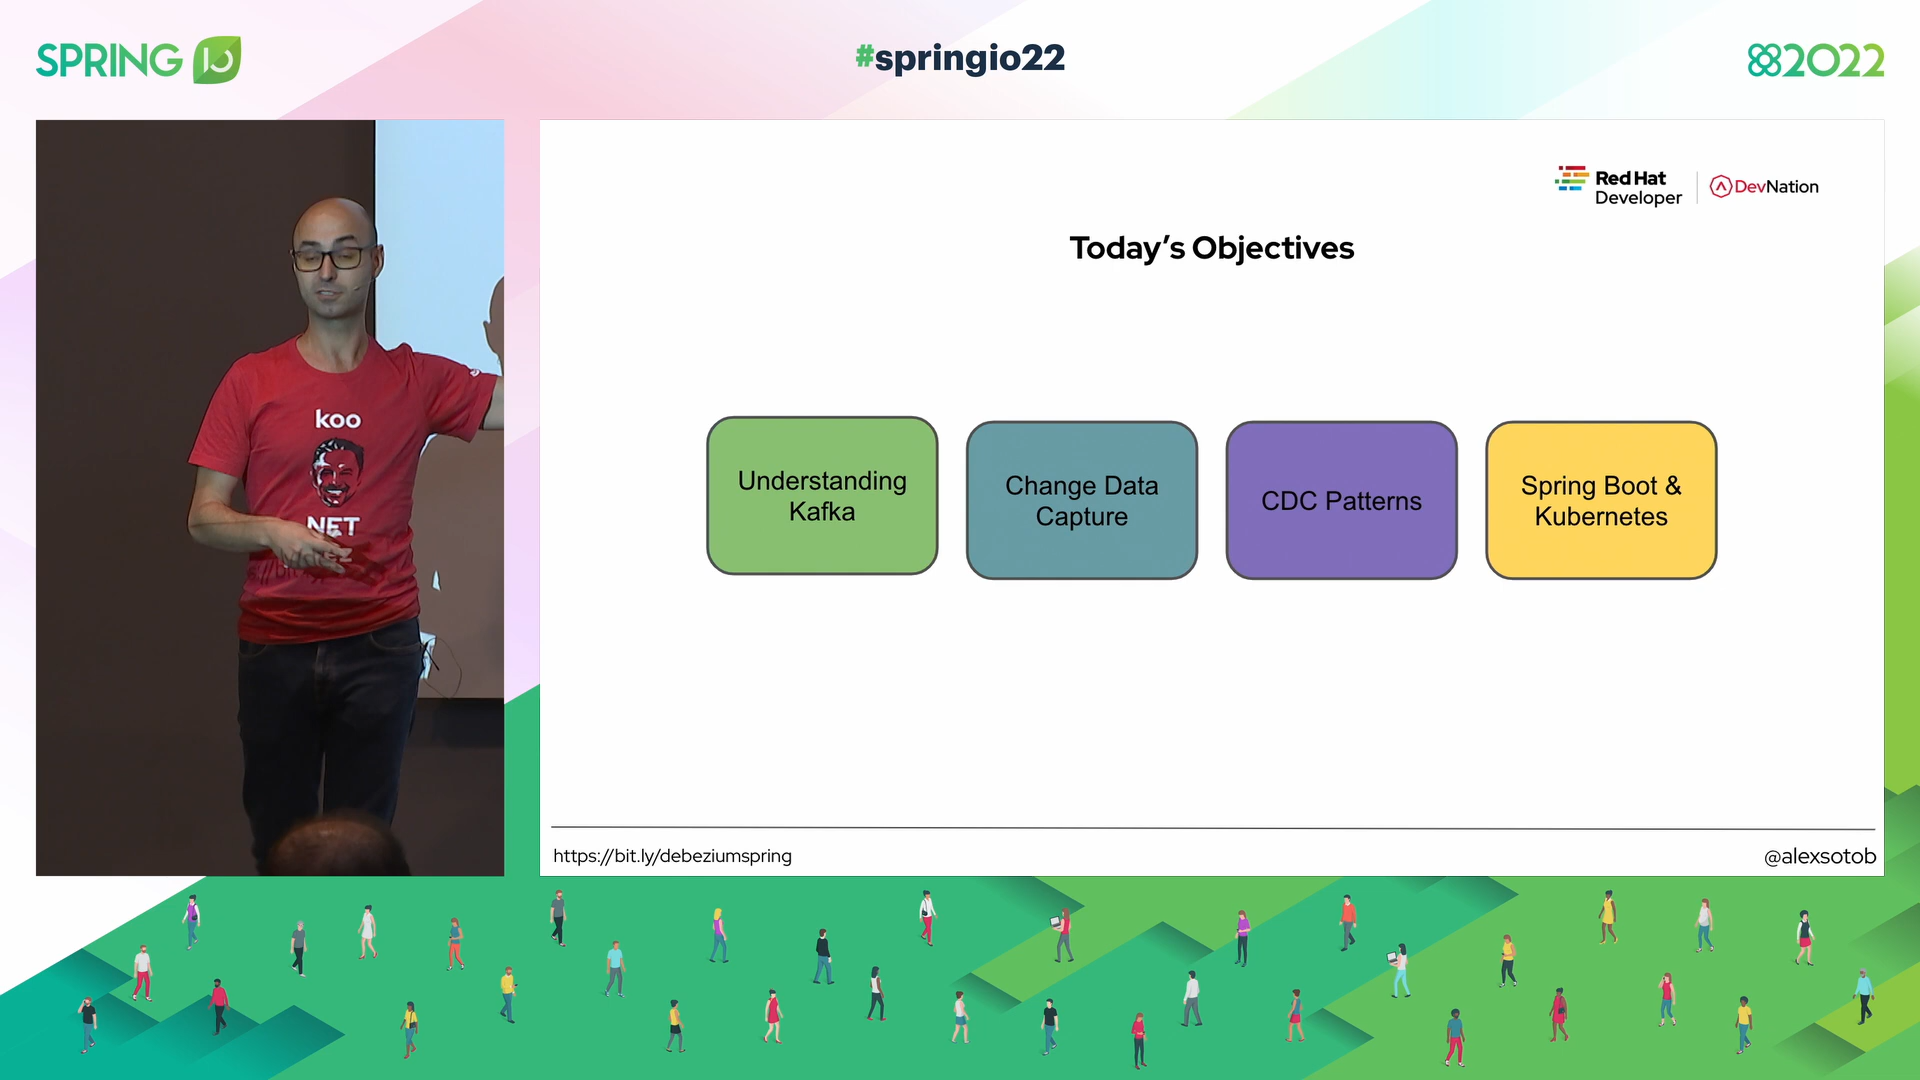 SPRING IO
#springio22
2022
Red Hat
Developer
DevNation
Today's Objectives
Understanding
Kafka
Change Data
Capture
CDC Patterns
Spring Boot &
Kubernetes
koo
NET
https://bit.ly/debeziumspring
@alexsotob